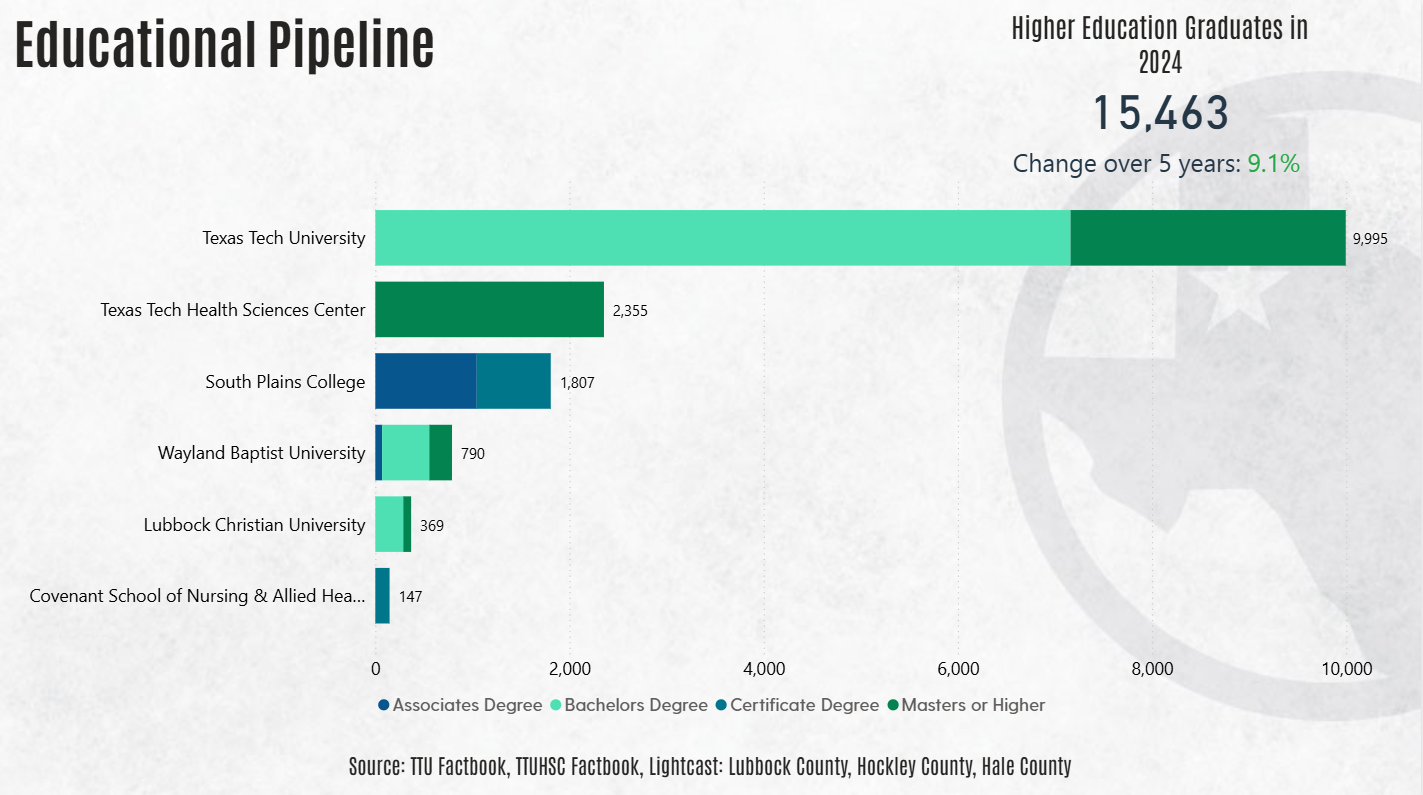 Educational Pipeline
Higher Education Graduates in
2024
15,463
Change over 5 years: 9.1%
Texas Tech University
9,995
Texas Tech Health Sciences Center
2,355
South Plains College
1,807
Wayland Baptist University
790
Lubbock Christian University
369
Covenant School of Nursing & Allied Hea...
147
0 2,000 4,000 6,000 8,000 10,000
Associates Degree Bachelors Degree Certificate Degree Masters or Higher
Source: TTU Factbook, TTUHSC Factbook, Lightcast: Lubbock County, Hockley County, Hale County